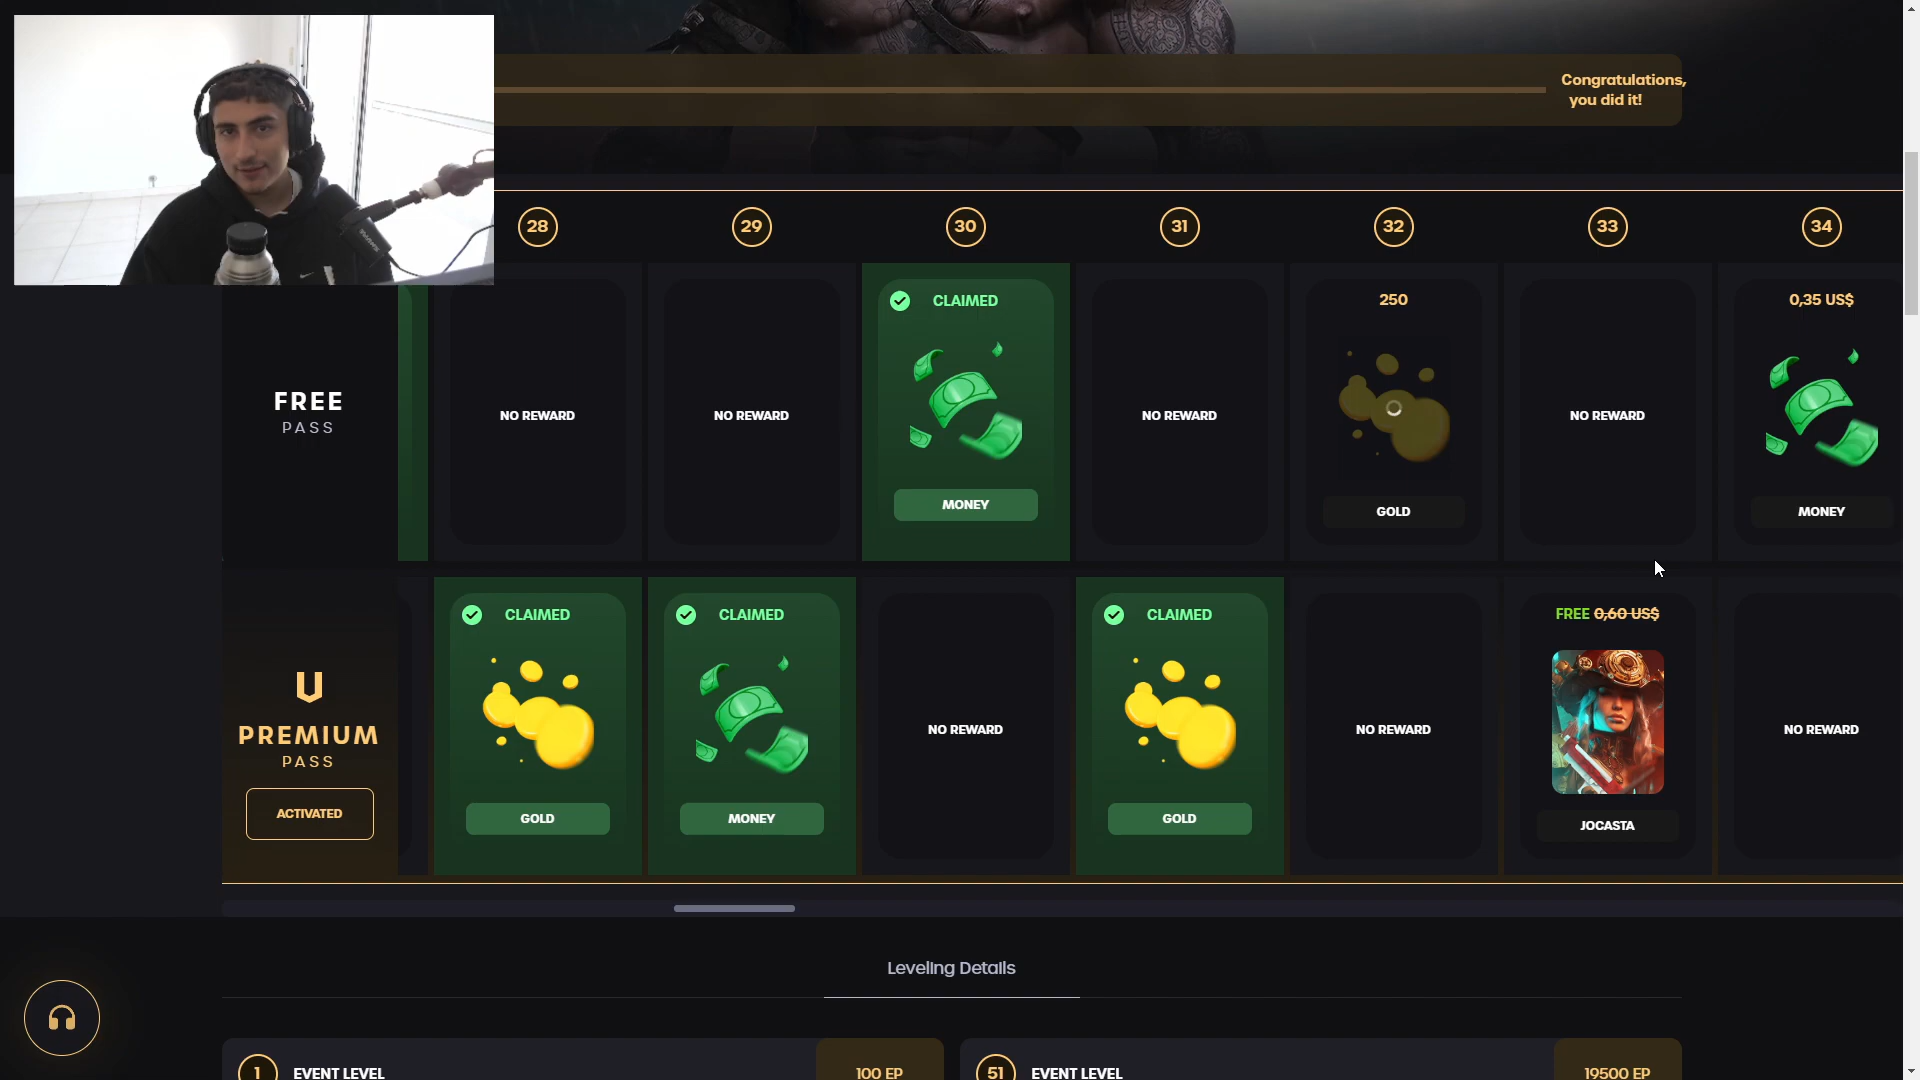 Congratulations,
you did it!
28
29
30
31
32
33
34
FREE
PASS
NO REWARD
NO REWARD
CLAIMED
MONEY
NO REWARD
250
GOLD
NO REWARD
0,35 US$
MONEY
PREMIUM
PASS
ACTIVATED
CLAIMED
GOLD
CLAIMED
MONEY
NO REWARD
CLAIMED
GOLD
NO REWARD
FREE 0,60 US$
JOCASTA
NO REWARD
Leveling Details
1 EVENT LEVEL 100 EP
51 EVENT LEVEL 19500 EP